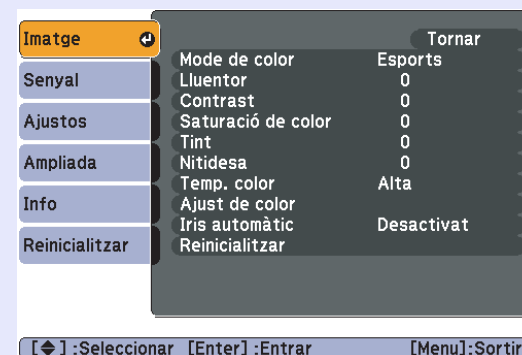 Imatge
Senyal
Ajustos
Ampliada
Info
Reinicialitzar
Tornar
Mode de color Esports
Lluentor 0
Contrast 0
Saturació de color 0
Tint 0
Nitidesa 0
Temp. color Alta
Ajust de color
Iris automàtic Desactivat
Reinicialitzar
[ ] :Seleccionar [Enter] :Entrar [Menu]:Sortir